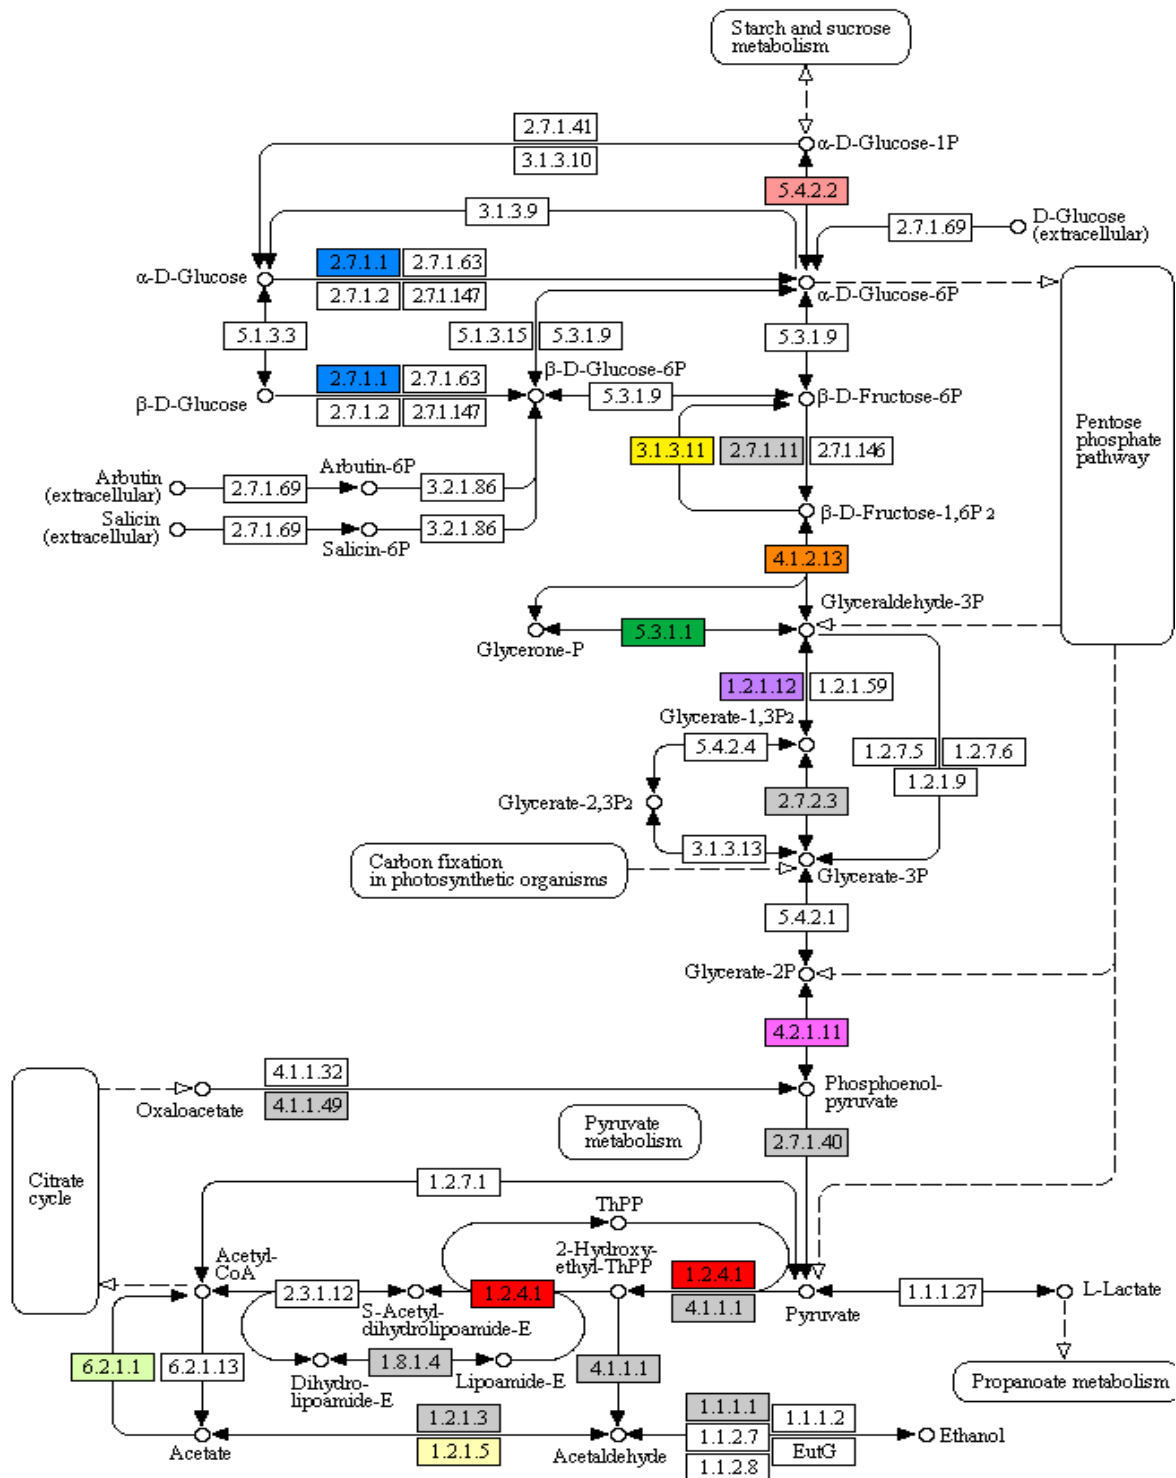 Starch and sucrose
metabolism
2.7.1.41
α-D-Glucose-1P
3.1.3.10
5.4.2.2
3.1.3.9
2.7.1.69
D-Glucose
(extracellular)
2.7.1.1
2.7.1.63
α-D-Glucose
α-D-Glucose-6P
2.7.1.2
2.7.1.147
5.1.3.3
5.1.3.15
5.3.1.9
5.3.1.9
2.7.1.1
2.7.1.63
β-D-Glucose-6P
β-D-Glucose
5.3.1.9
β-D-Fructose-6P
2.7.1.2
2.7.1.147
Pentose
phosphate
pathway
3.1.3.11
2.7.1.11
2.7.1.146
Arbutin
(extracellular)
2.7.1.69
Arbutin-6P
3.2.1.86
Salicin
(extracellular)
2.7.1.69
Salicin-6P
3.2.1.86
β-D-Fructose-1,6P2
4.1.2.13
Glyceraldehyde-3P
5.3.1.1
Glycerone-P
1.2.1.12
1.2.1.59
Glycerate-1,3P2
5.4.2.4
1.2.7.5
1.2.7.6
1.2.1.9
Glycerate-2,3P2
2.7.2.3
3.1.3.13
Carbon fixation
in photosynthetic organisms
Glycerate-3P
5.4.2.1
Glycerate-2P
4.2.1.11
4.1.1.32
Oxaloacetate
4.1.1.49
Phosphoenol-
pyruvate
Pyruvate
metabolism
2.7.1.40
Citrate
cycle
1.2.7.1
ThPP
Acetyl-
CoA
2-Hydroxy-
ethyl-ThPP
1.2.4.1
2.3.1.12
1.2.4.1
4.1.1.1
Pyruvate
1.1.1.27
L-Lactate
S-Acetyl-
dihydrolipoamide-E
6.2.1.1
6.2.1.13
1.8.1.4
4.1.1.1
Dihydro-
lipoamide-E
Lipoamide-E
Propanoate metabolism
1.2.1.3
1.1.1.1
1.1.1.2
Acetate
1.2.1.5
Acetaldehyde
1.1.2.7
EutG
Ethanol
1.1.2.8